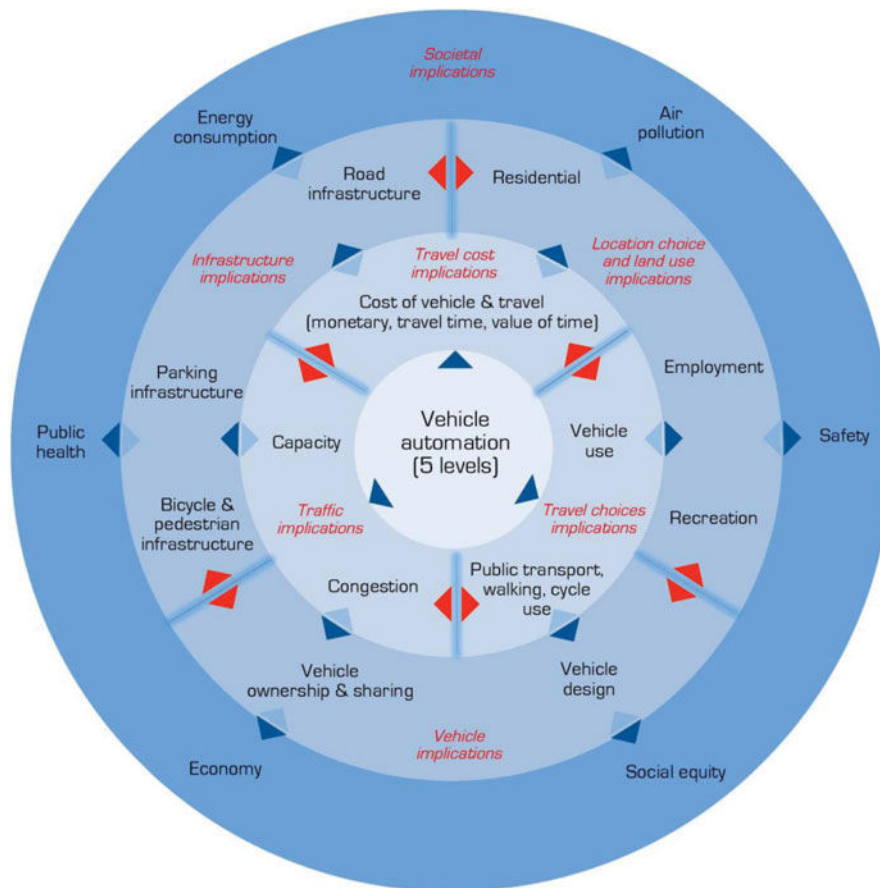 Societal
implications
Energy
consumption
Air
pollution
Road
infrastructure
Residential
Infrastructure
implications
Travel cost
implications
Location choice
and land use
implications
Cost of vehicle & travel
(monetary, travel time, value of time)
Parking
infrastructure
Employment
Vehicle
automation
(5 levels)
Public
health
Capacity
Vehicle
use
Safety
Bicycle &
pedestrian
infrastructure
Traffic
implications
Travel choices
implications
Recreation
Congestion
Public transport,
walking, cycle
use
Vehicle
ownership & sharing
Vehicle
design
Vehicle
implications
Economy
Social equity